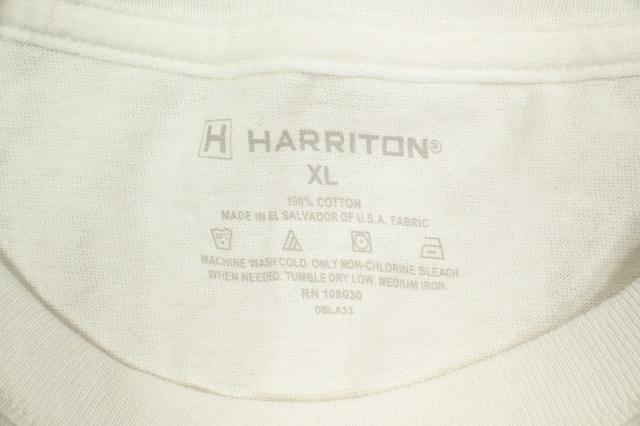 H HARRITON®
XL
100% COTTON
MADE IN EL SALVADOR OF U.S.A. FABRIC
30°C
MACHINE WASH COLD. ONLY NON-CHLORINE BLEACH
WHEN NEEDED. TUMBLE DRY LOW. MEDIUM IRON.
RN 108030
0BLA33